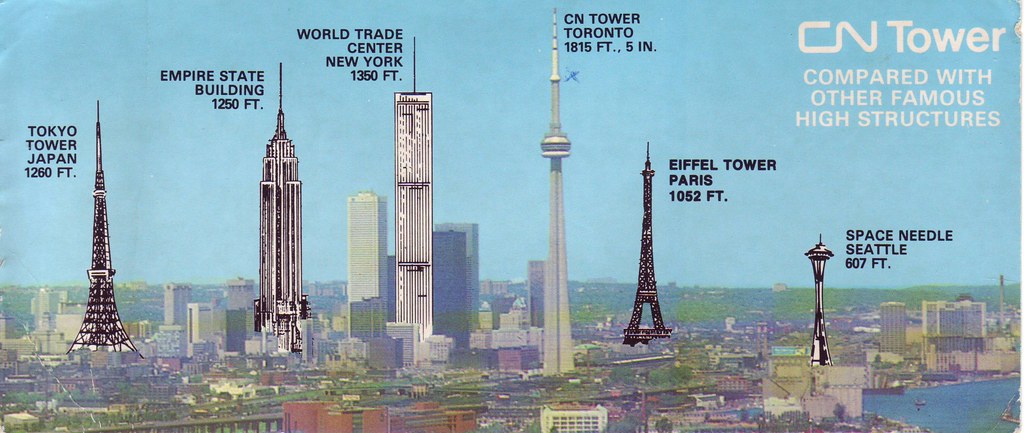 CN Tower
COMPARED WITH
OTHER FAMOUS
HIGH STRUCTURES
TOKYO
TOWER
JAPAN
1260 FT.
EMPIRE STATE
BUILDING
1250 FT.
WORLD TRADE
CENTER
NEW YORK
1350 FT.
CN TOWER
TORONTO
1815 FT., 5 IN.
EIFFEL TOWER
PARIS
1052 FT.
SPACE NEEDLE
SEATTLE
607 FT.